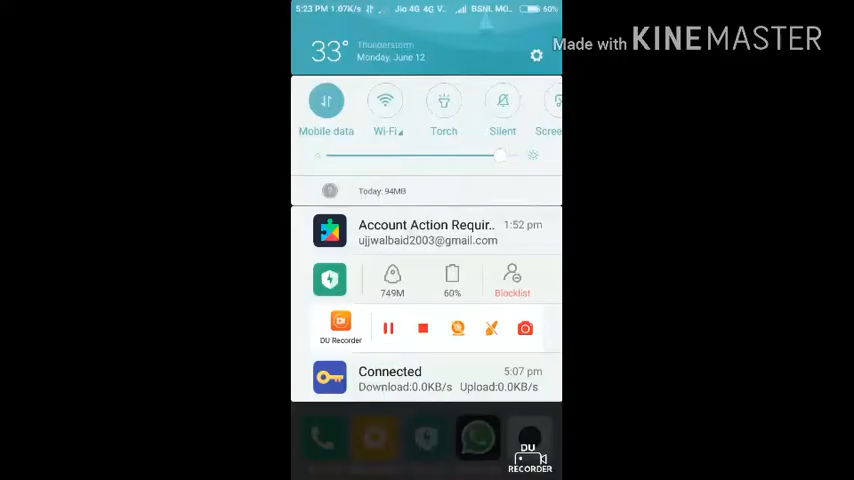 5:23 PM 1.07K/s Jio 4G 4G V.. BSNL MO.. 60%
33° Thunderstorm
Monday, June 12
Made with KINEMASTER
Mobile data Wi-Fi Torch Silent Scree
Today: 94MB
Account Action Requir.. 1:52 pm
ujjwalbaid2003@gmail.com
749M 60% Blocklist
DU Recorder
Connected 5:07 pm
Download:0.0KB/s Upload:0.0KB/s
DU
RECORDER